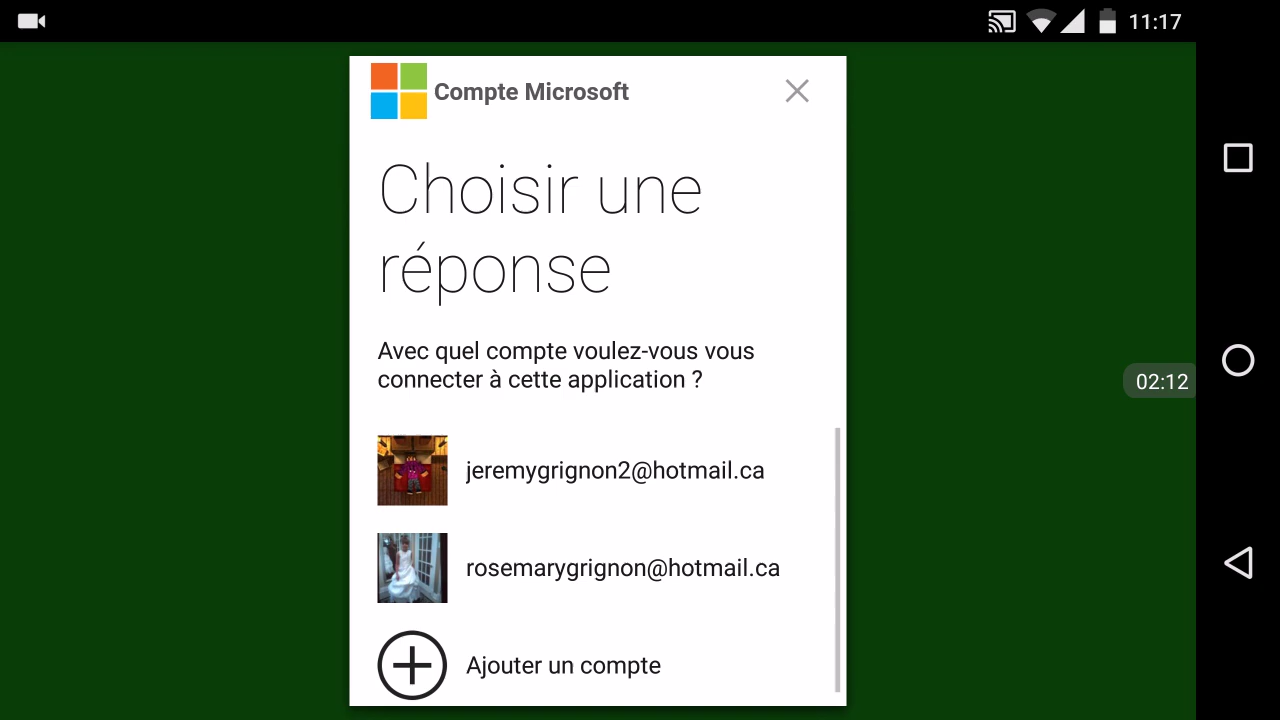 11:17
Compte Microsoft
Choisir une
réponse
Avec quel compte voulez-vous vous
connecter à cette application ?
02:12
jeremygrignon2@hotmail.ca
rosemarygrignon@hotmail.ca
Ajouter un compte